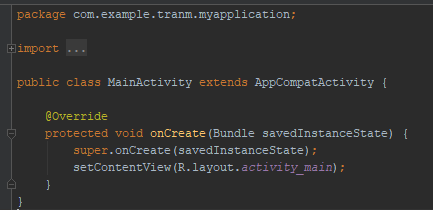 package com.example.tranm.myapplication;
import ...
public class MainActivity extends AppCompatActivity {
@Override
protected void onCreate(Bundle savedInstanceState) {
super.onCreate(savedInstanceState);
setContentView(R.layout.activity_main);
}
}